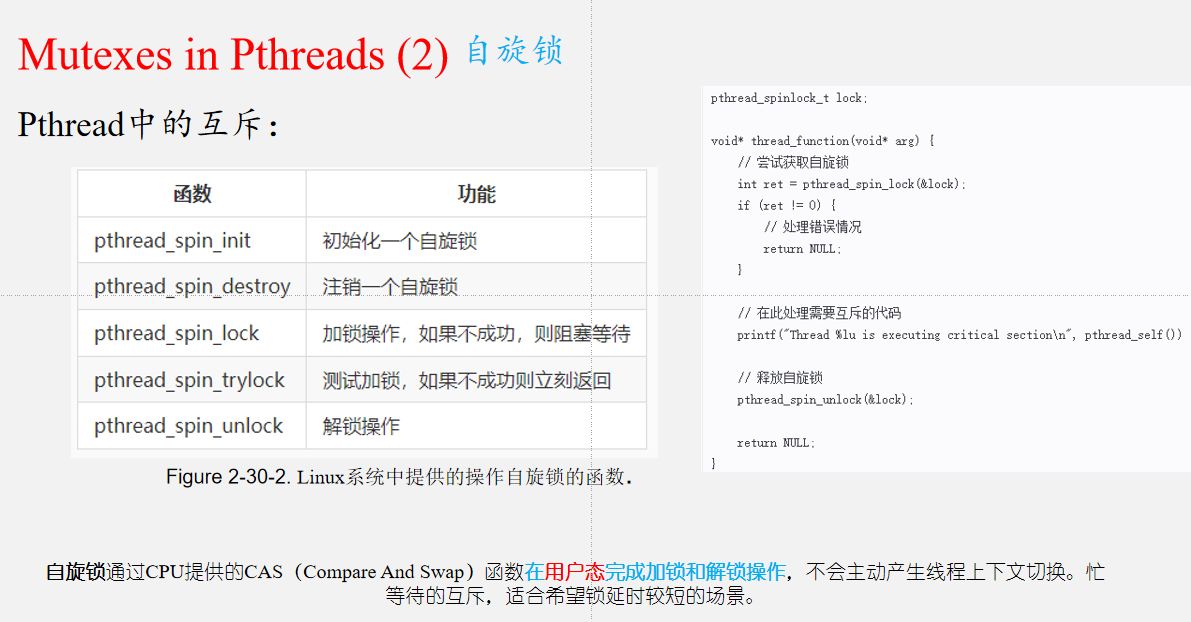 Mutexes in Pthreads (2) 自旋锁
Pthread中的互斥：
函数 功能
pthread_spin_init 初始化一个自旋锁
pthread_spin_destroy 注销一个自旋锁
pthread_spin_lock 加锁操作，如果不成功，则阻塞等待
pthread_spin_trylock 测试加锁，如果不成功则立刻返回
pthread_spin_unlock 解锁操作
Figure 2-30-2. Linux系统中提供的操作自旋锁的函数.
pthread_spinlock_t lock;
void* thread_function(void* arg) {
// 尝试获取自旋锁
int ret = pthread_spin_lock(&lock);
if (ret != 0) {
// 处理错误情况
return NULL;
}
// 在此处理需要互斥的代码
printf("Thread %lu is executing critical section\n", pthread_self())
// 释放自旋锁
pthread_spin_unlock(&lock);
return NULL;
}
自旋锁通过CPU提供的CAS（Compare And Swap）函数在用户态完成加锁和解锁操作，不会主动产生线程上下文切换。忙
等待的互斥，适合希望锁延时较短的场景。